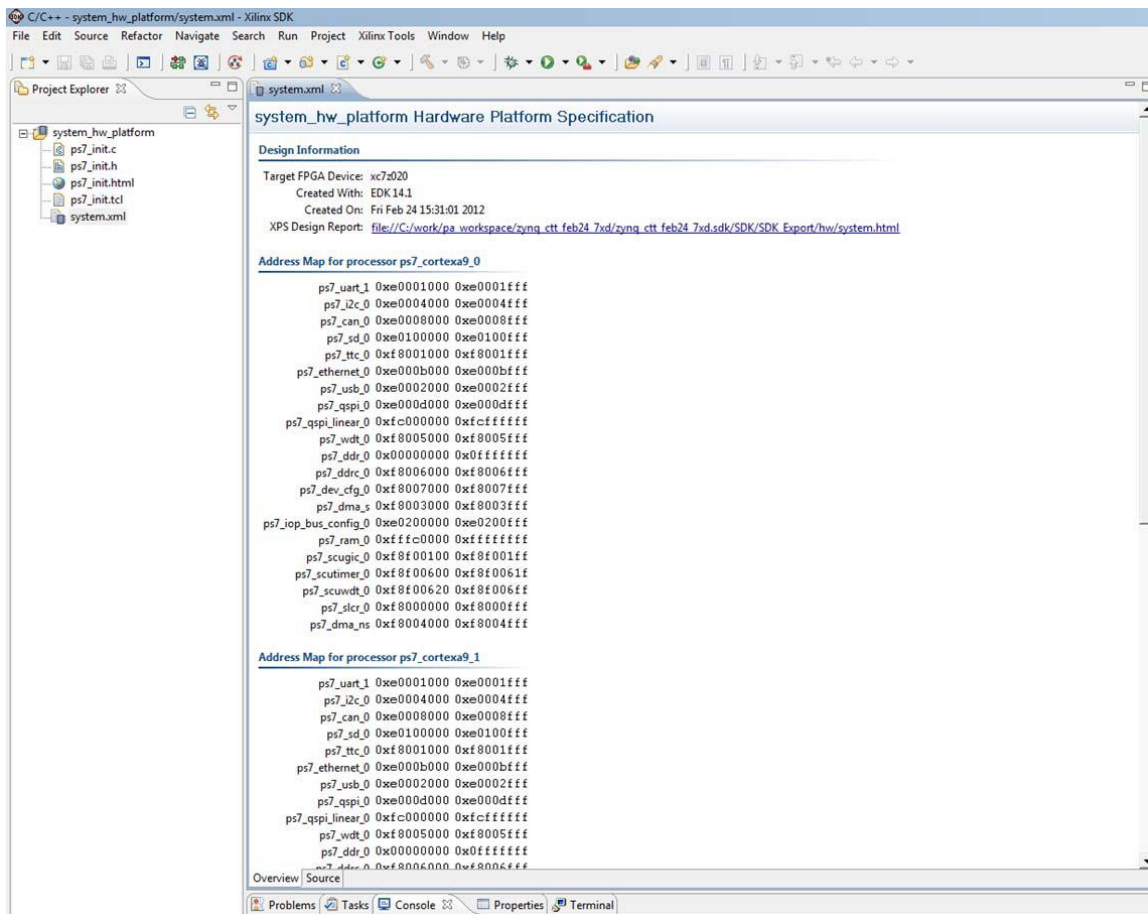 C/C++ - system_hw_platform/system.xml - Xilinx SDK
File Edit Source Refactor Navigate Search Run Project Xilinx Tools Window Help
Project Explorer
system_hw_platform
ps7_init.c
ps7_init.h
ps7_init.html
ps7_init.tcl
system.xml
system.xml
system_hw_platform Hardware Platform Specification
Design Information
Target FPGA Device: xc7z020
Created With: EDK 14.1
Created On: Fri Feb 24 15:31:01 2012
XPS Design Report: file://C:/work/pa_workspace/zynq_ctt_feb24_7xd/zynq_ctt_feb24_7xd.sdk/SDK/SDK_Export/hw/system.html
Address Map for processor ps7_cortexa9_0
ps7_uart_1 0xe0001000 0xe0001fff
ps7_i2c_0 0xe0004000 0xe0004fff
ps7_can_0 0xe0008000 0xe0008fff
ps7_sd_0 0xe0100000 0xe0100fff
ps7_ttc_0 0xf8001000 0xf8001fff
ps7_ethernet_0 0xe000b000 0xe000bfff
ps7_usb_0 0xe0002000 0xe0002fff
ps7_qspi_0 0xe000d000 0xe000dfff
ps7_qspi_linear_0 0xfc000000 0xfcffffff
ps7_wdt_0 0xf8005000 0xf8005fff
ps7_ddr_0 0x00000000 0x0fffffff
ps7_ddrc_0 0xf8006000 0xf8006fff
ps7_dev_cfg_0 0xf8007000 0xf8007fff
ps7_dma_s 0xf8003000 0xf8003fff
ps7_iop_bus_config_0 0xe0200000 0xe0200fff
ps7_ram_0 0xfffc0000 0xffffffff
ps7_scugic_0 0xf8f00100 0xf8f001ff
ps7_scutimer_0 0xf8f00600 0xf8f0061f
ps7_scuwdt_0 0xf8f00620 0xf8f006ff
ps7_slcr_0 0xf8000000 0xf8000fff
ps7_dma_ns 0xf8004000 0xf8004fff
Address Map for processor ps7_cortexa9_1
ps7_uart_1 0xe0001000 0xe0001fff
ps7_i2c_0 0xe0004000 0xe0004fff
ps7_can_0 0xe0008000 0xe0008fff
ps7_sd_0 0xe0100000 0xe0100fff
ps7_ttc_0 0xf8001000 0xf8001fff
ps7_ethernet_0 0xe000b000 0xe000bfff
ps7_usb_0 0xe0002000 0xe0002fff
ps7_qspi_0 0xe000d000 0xe000dfff
ps7_qspi_linear_0 0xfc000000 0xfcffffff
ps7_wdt_0 0xf8005000 0xf8005fff
ps7_ddr_0 0x00000000 0x0fffffff
ps7_ddrc_0 0xf8006000 0xf8006fff
Overview Source
Problems Tasks Console Properties Terminal